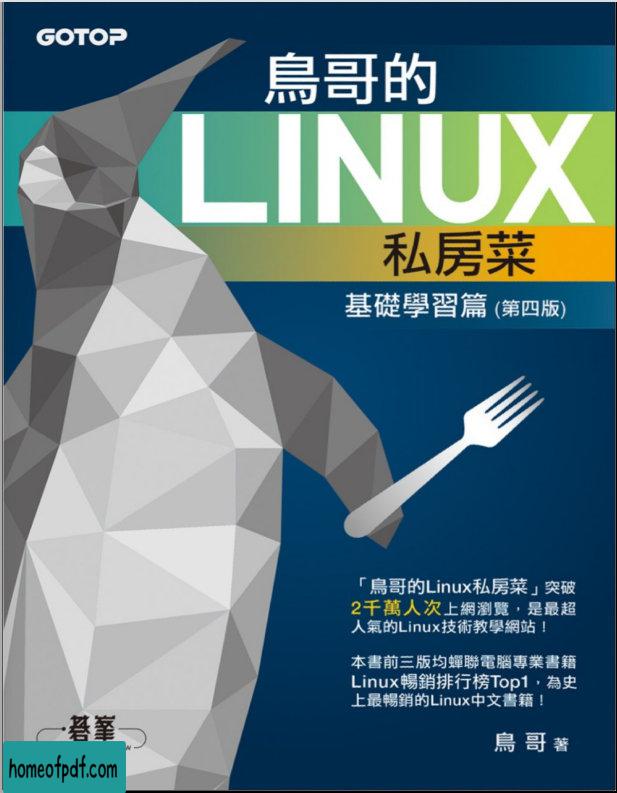 GOTOP
鳥哥的
LINUX
私房菜
基礎學習篇 (第四版)
「鳥哥的Linux私房菜」突破
2千萬人次上網瀏覽，是最超
人氣的Linux技術教學網站！
本書前三版均蟬聯電腦專業書籍
Linux暢銷排行榜Top1，為史
上最暢銷的Linux中文書籍！
鳥 哥 著
碁峯
homeofpdf.com